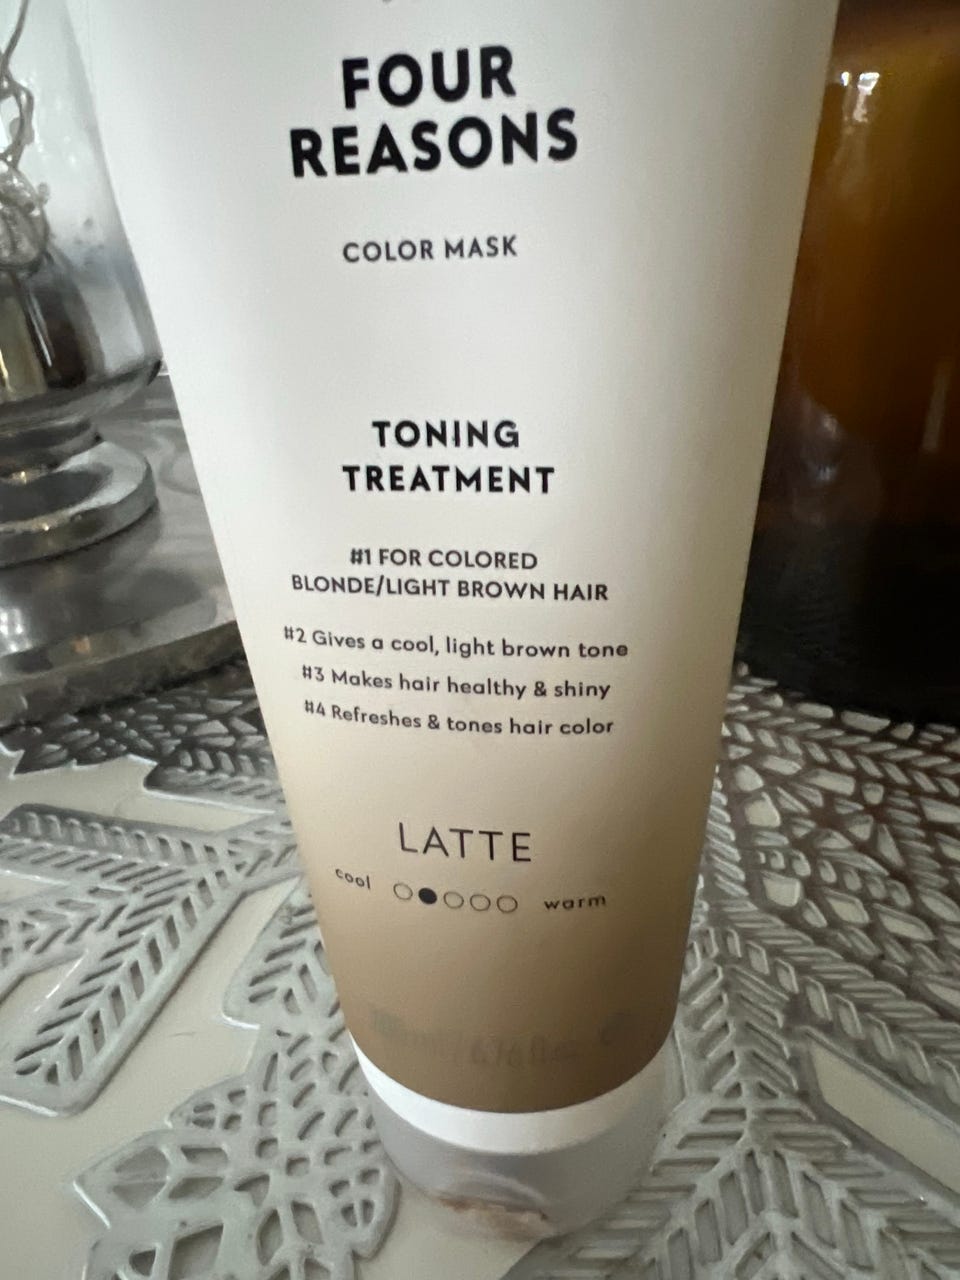 FOUR
REASONS
COLOR MASK
TONING
TREATMENT
#1 FOR COLORED
BLONDE/LIGHT BROWN HAIR
#2 Gives a cool, light brown tone
#3 Makes hair healthy & shiny
#4 Refreshes & tones hair color
LATTE
cool warm